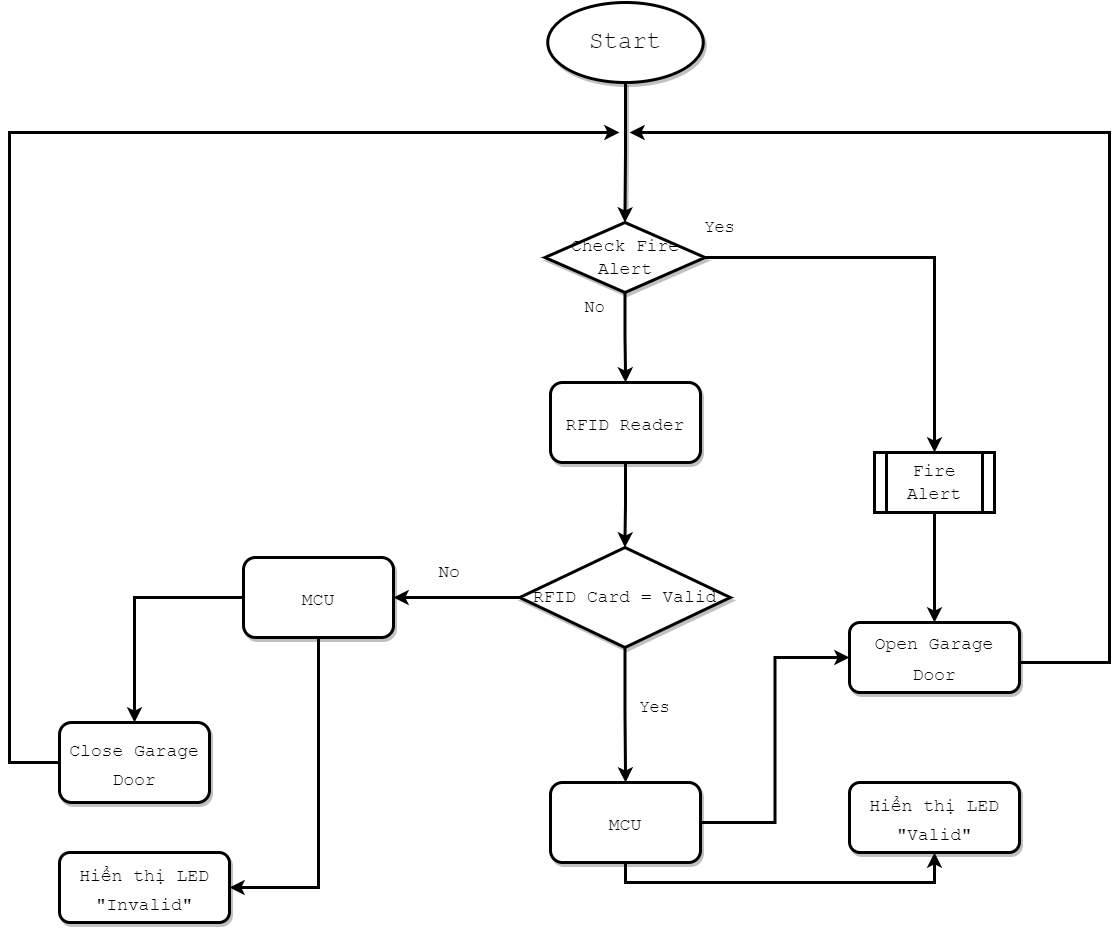 Start
Yes
Check Fire
Alert
No
RFID Reader
Fire
Alert
No
MCU
RFID Card = Valid
Open Garage
Door
Yes
Close Garage
Door
MCU
Hiển thị LED
"Valid"
Hiển thị LED
"Invalid"